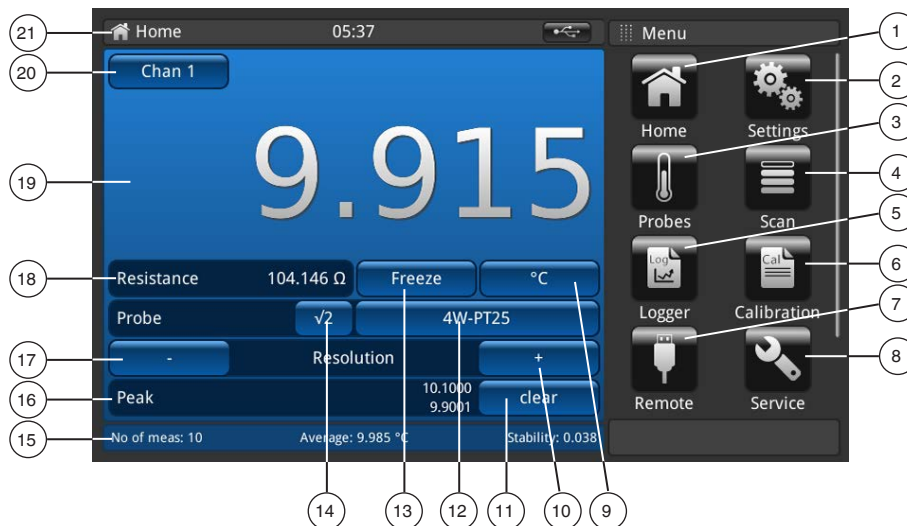 21 Home 05:37 Menu 1
20 Chan 1 2
Home Settings 3
9.915
19 4
Probes Scan 5
Log Cal
18 Resistance 104.146 Ω Freeze °C 6
Probe √2 4W-PT25 Logger Calibration 7
17 - Resolution + 8
16 Peak 10.1000 clear
9.9001
Remote Service
15 No of meas: 10 Average: 9.985 °C Stability: 0.038
14 13 12 11 10 9